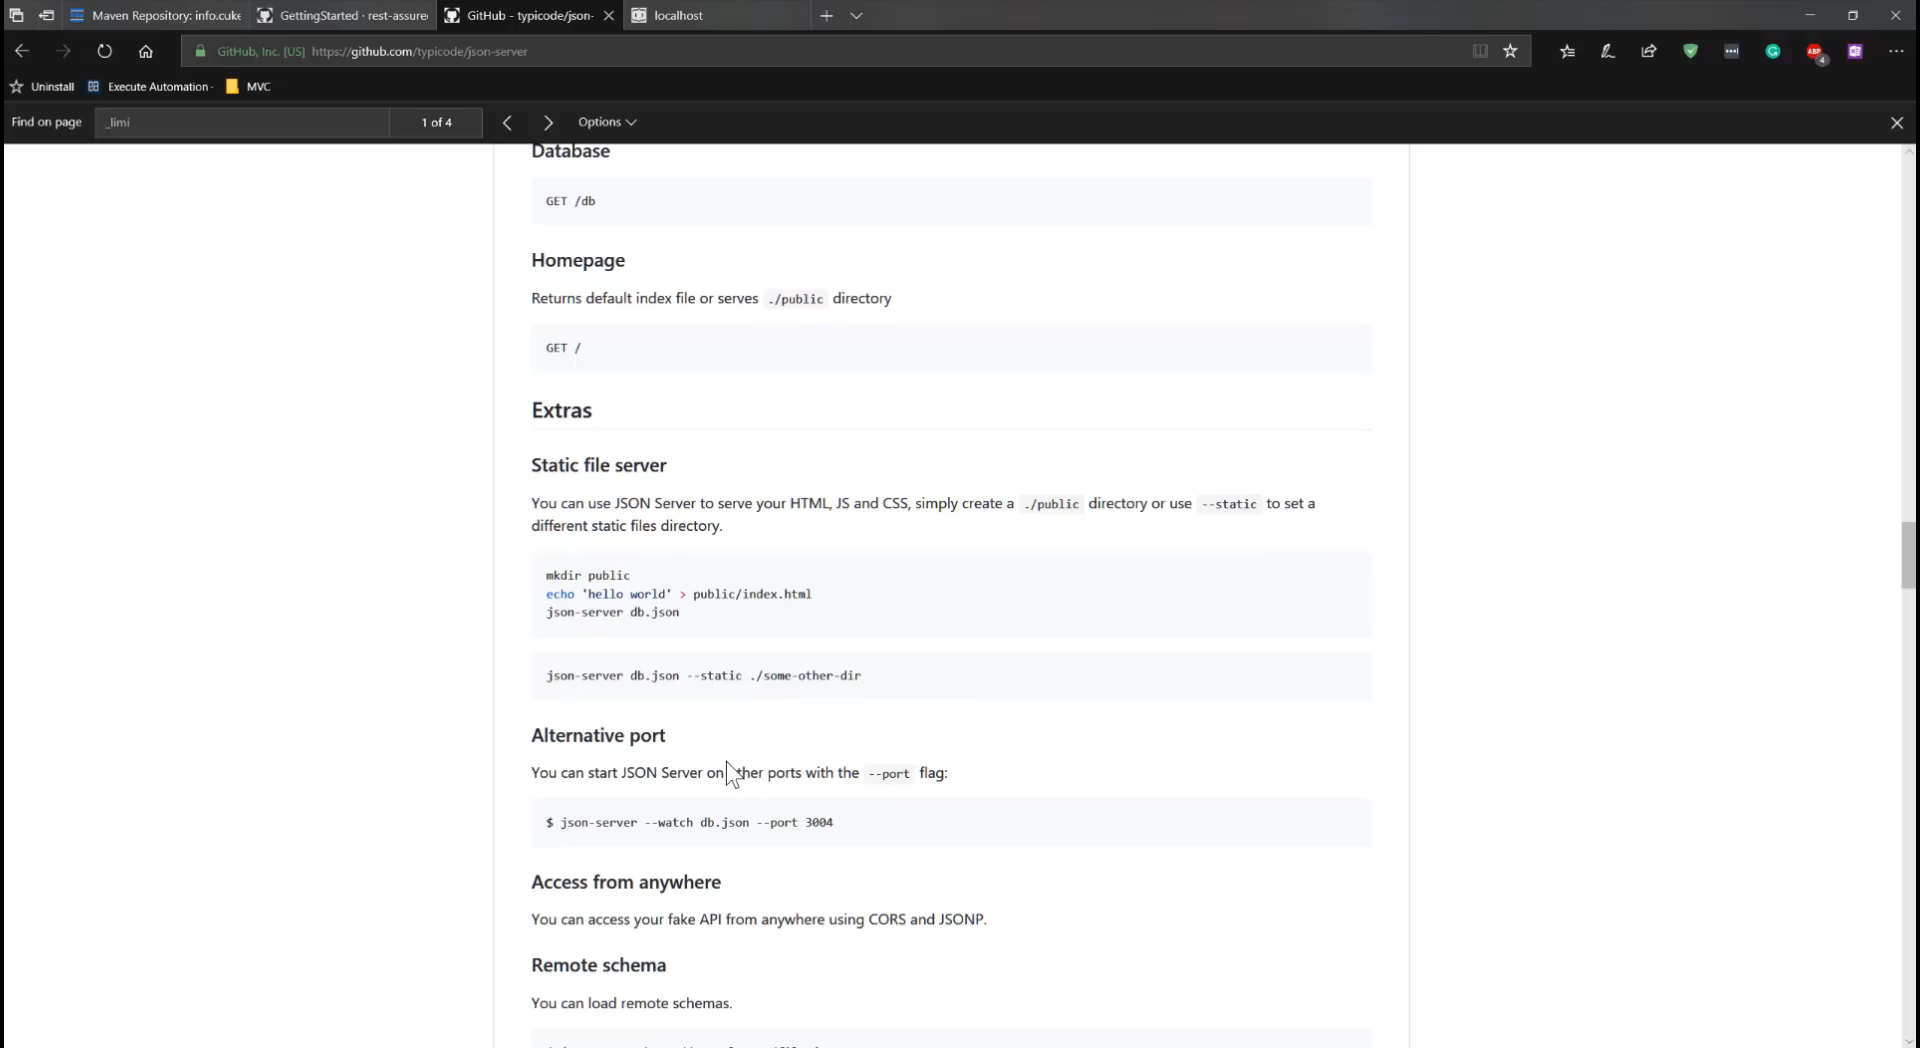 Maven Repository: info.cuke
GettingStarted · rest-assured
GitHub - typicode/json-
localhost
GitHub, Inc. [US] https://github.com/typicode/json-server
ABP
4
Uninstall
Execute Automation ·
MVC
Find on page
_limi
1 of 4
Options
Database
GET /db
Homepage
Returns default index file or serves ./public directory
GET /
Extras
Static file server
You can use JSON Server to serve your HTML, JS and CSS, simply create a ./public directory or use --static to set a
different static files directory.
mkdir public
echo 'hello world' > public/index.html
json-server db.json
json-server db.json --static ./some-other-dir
Alternative port
You can start JSON Server on other ports with the --port flag:
$ json-server --watch db.json --port 3004
Access from anywhere
You can access your fake API from anywhere using CORS and JSONP.
Remote schema
You can load remote schemas.